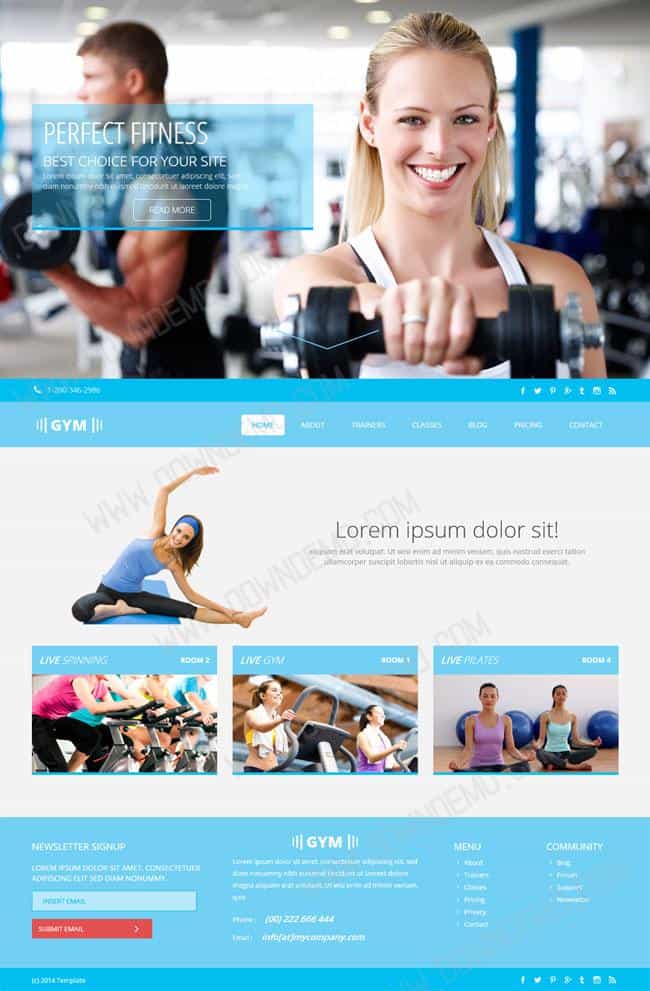 PERFECT FITNESS
BEST CHOICE FOR YOUR SITE
Lorem ipsum dolor sit amet, consectetuer adipiscing elit, sed
diam nonummy nibh euismod tincidunt ut laoreet dolore magna
READ MORE
1-200 346-2986
GYM
HOME ABOUT TRAINERS CLASSES BLOG PRICING CONTACT
Lorem ipsum dolor sit!
aliquam erat volutpat. Ut wisi enim ad minim veniam, quis nostrud exerci tation
ullamcorper suscipit lobortis nisl ut aliquip ex ea commodo consequat.
LIVE SPINNING ROOM 2
LIVE GYM ROOM 1
LIVE PILATES ROOM 4
NEWSLETTER SIGNUP
LOREM IPSUM DOLOR SIT AMET, CONSECTETUER
ADIPISCING ELIT SED DIAM NONUMMY.
INSERT EMAIL
SUBMIT EMAIL
GYM
Lorem ipsum dolor sit amet, consectetuer adipiscing
elit, sed diam nonummy nibh euismod tincidunt ut laoreet dolore
magna aliquam erat volutpat. Ut wisi enim ad minim veniam,
quis
Phone : (00) 222 666 444
Email : info[at]mycompany.com
MENU
About
Trainers
Classes
Pricing
Privacy
Contact
COMMUNITY
Blog
Forum
Support
Newsletter
(c) 2014 Template
WWW.DOWNDEMO.COM